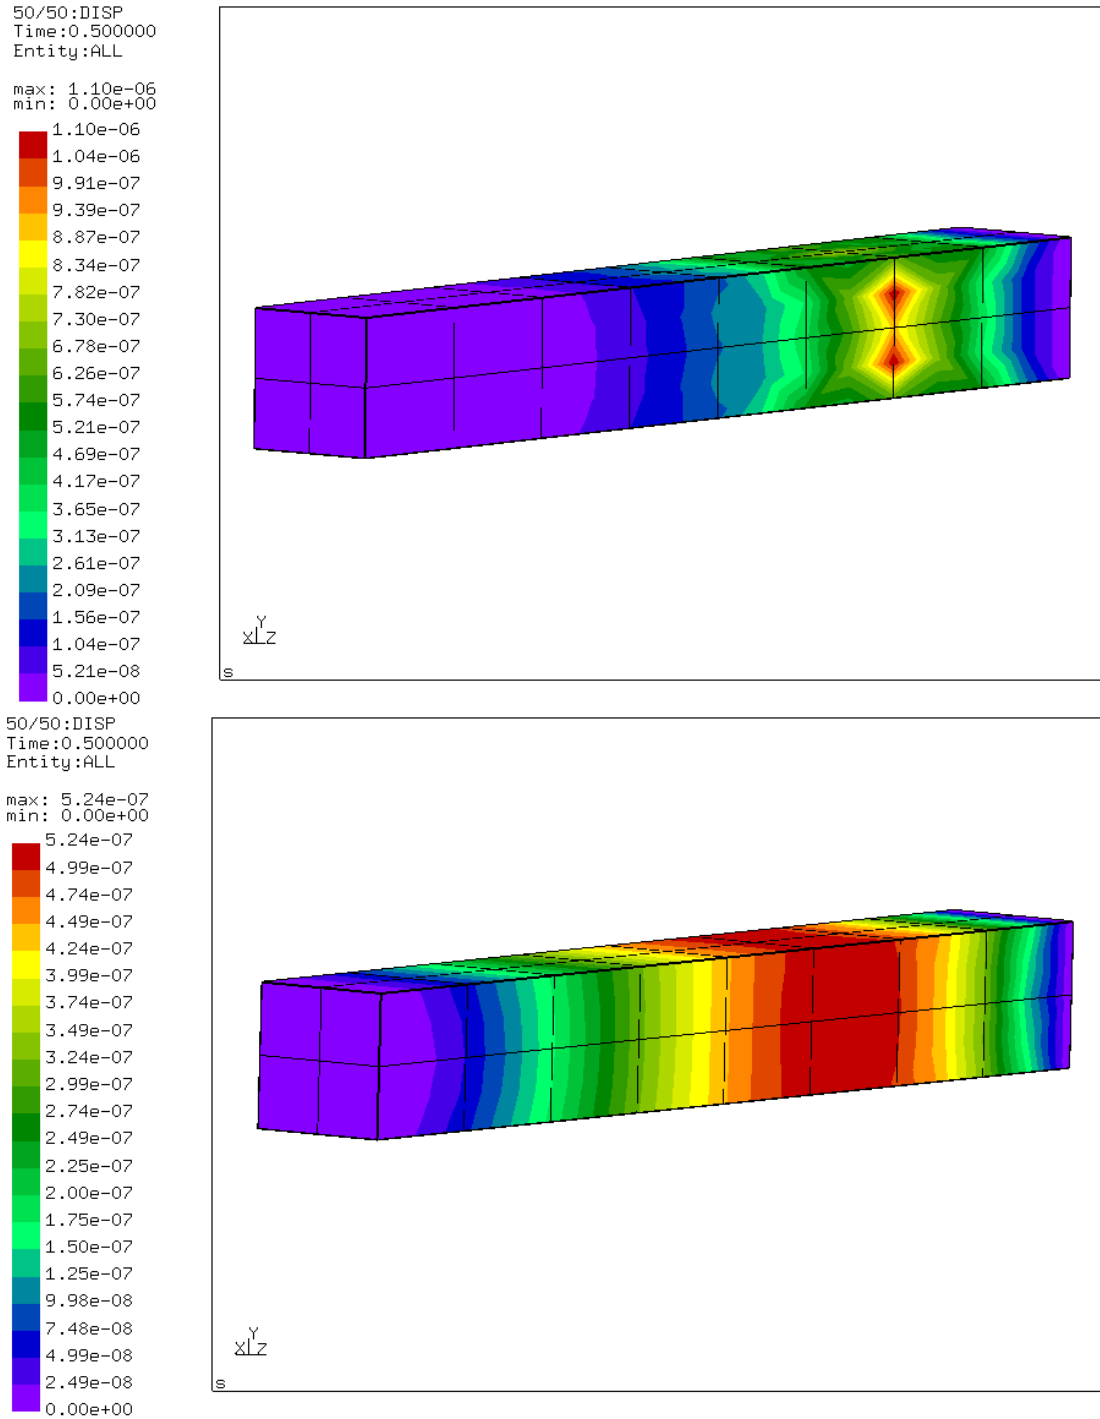 50/50:DISP
Time:0.500000
Entity:ALL
max: 1.10e-06
min: 0.00e+00
1.10e-06
1.04e-06
9.91e-07
9.39e-07
8.87e-07
8.34e-07
7.82e-07
7.30e-07
6.78e-07
6.26e-07
5.74e-07
5.21e-07
4.69e-07
4.17e-07
3.65e-07
3.13e-07
2.61e-07
2.09e-07
1.56e-07
1.04e-07
5.21e-08
0.00e+00
Y
X Z
s
50/50:DISP
Time:0.500000
Entity:ALL
max: 5.24e-07
min: 0.00e+00
5.24e-07
4.99e-07
4.74e-07
4.49e-07
4.24e-07
3.99e-07
3.74e-07
3.49e-07
3.24e-07
2.99e-07
2.74e-07
2.49e-07
2.25e-07
2.00e-07
1.75e-07
1.50e-07
1.25e-07
9.98e-08
7.48e-08
4.99e-08
2.49e-08
0.00e+00
Y
X Z
s